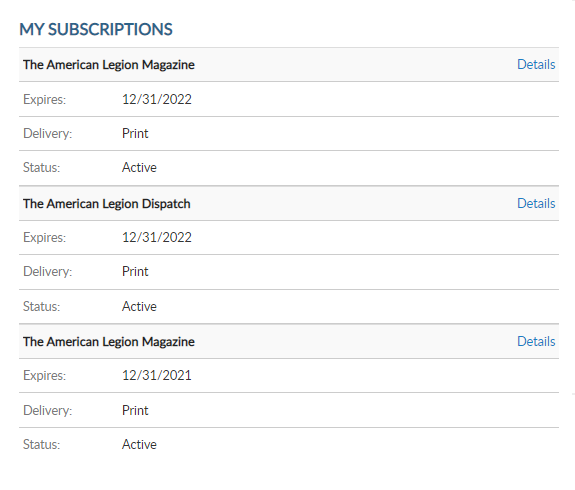 MY SUBSCRIPTIONS
The American Legion Magazine Details
Expires: 12/31/2022
Delivery: Print
Status: Active
The American Legion Dispatch Details
Expires: 12/31/2022
Delivery: Print
Status: Active
The American Legion Magazine Details
Expires: 12/31/2021
Delivery: Print
Status: Active